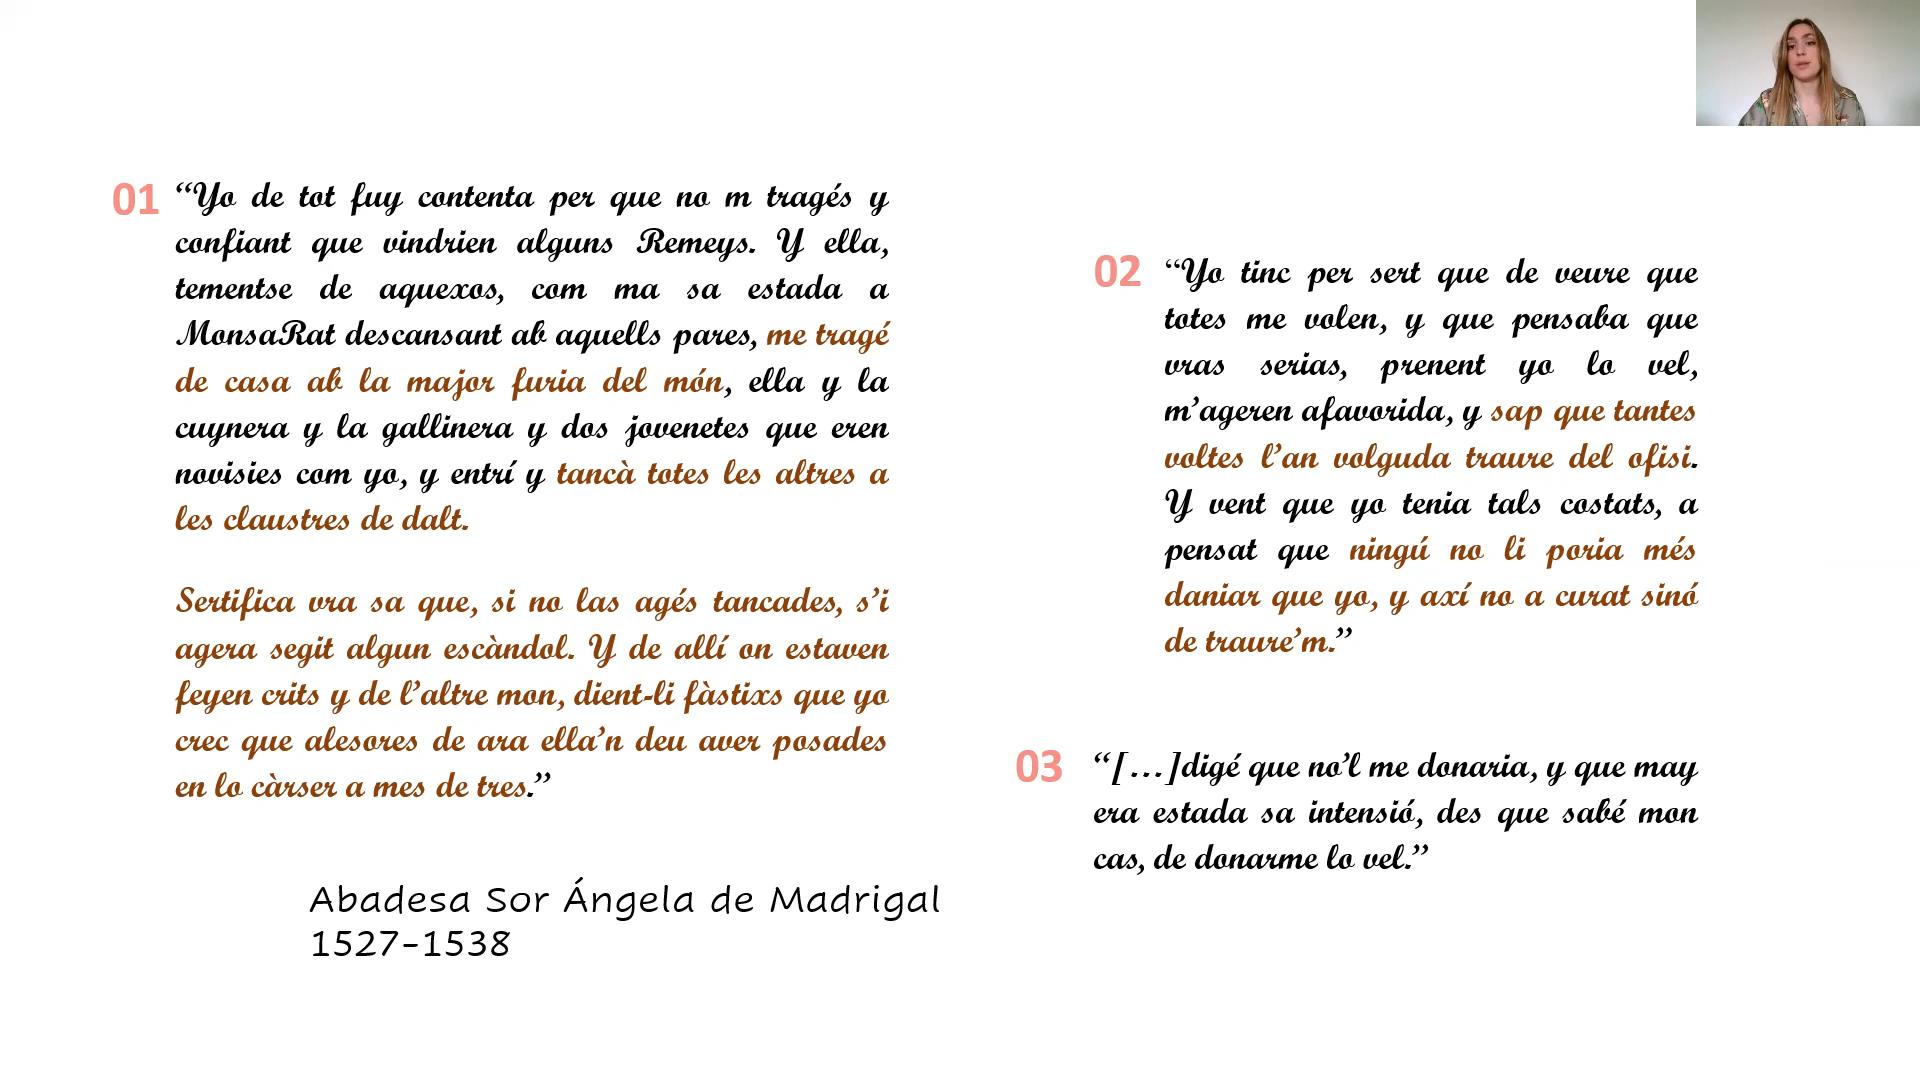 01 “Yo de tot fuy contenta per que no m tragés y
confiant que vindrien alguns Remeys. Y ella,
tementse de aquexos, com ma sa estada a
MonsaRat descansant ab aquells pares, me tragé
de casa ab la major furia del món, ella y la
cuynera y la gallinera y dos jovenetes que eren
novisies com yo, y entrí y tancà totes les altres a
les claustres de dalt.
Sertifica vra sa que, si no las agés tancades, s’i
agera segit algun escàndol. Y de allí on estaven
feyen crits y de l’altre mon, dient-li fàstixs que yo
crec que alesores de ara ella’n deu aver posades
en lo càrser a mes de tres.”
Abadesa Sor Ángela de Madrigal
1527-1538
02 “Yo tinc per sert que de veure que
totes me volen, y que pensaba que
vras serias, prenent yo lo vel,
m’ageren afavorida, y sap que tantes
voltes l’an volguda traure del ofisi.
Y vent que yo tenia tals costats, a
pensat que ningú no li poria més
daniar que yo, y axí no a curat sinó
de traure’m.”
03 “[...]digé que no’l me donaria, y que may
era estada sa intensió, des que sabé mon
cas, de donarme lo vel.”